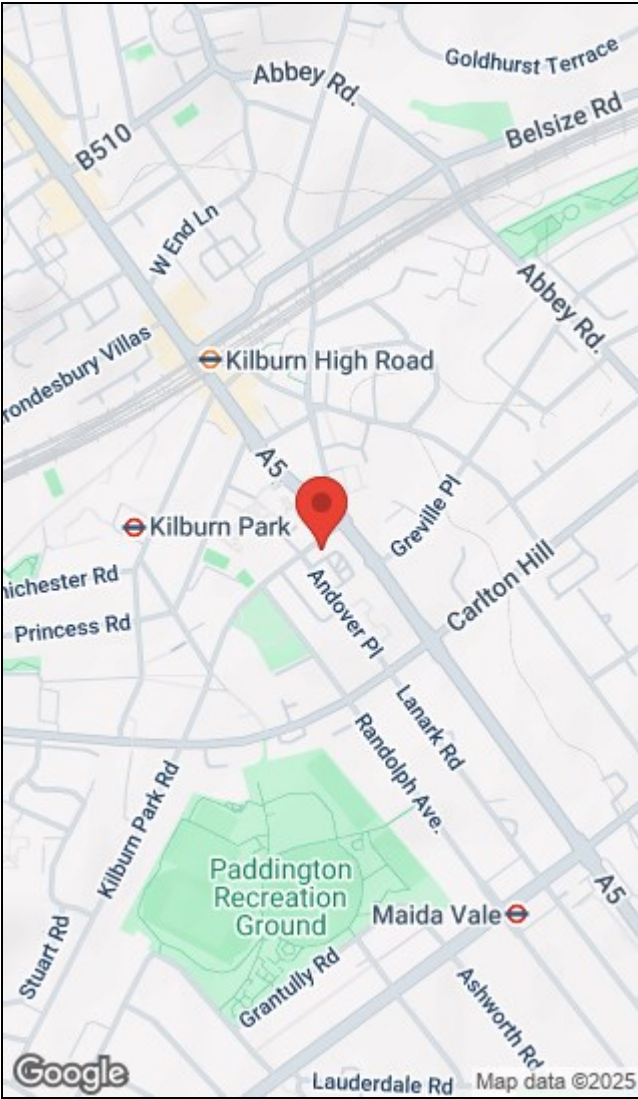 Goldhurst Terrace
Abbey Rd.
Belsize Rd
B510
W End Ln
Abbey Rd.
rondesbury Villas
Kilburn High Road
A5
Kilburn Park
Greville Pl
hichester Rd
Andover Pl
Carlton Hill
Princess Rd
Lanark Rd
Randolph Ave.
Kilburn Park Rd
Paddington
Recreation
Ground
A5
Maida Vale
Stuart Rd
Grantully Rd
Ashworth Rd
Google
Lauderdale Rd
Map data ©2025